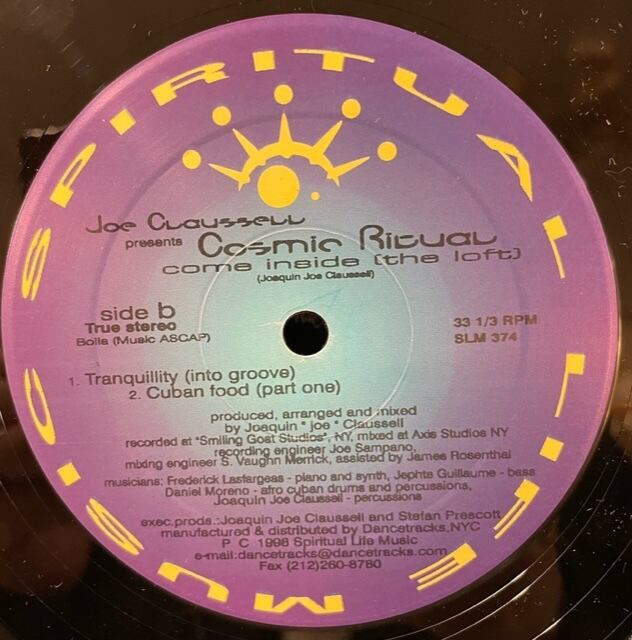 SPIRITUAL LIFE MUSIC
Joe Claussell
presents Cosmic Ritual
come inside (the loft)
(Joaquin Joe Claussell)
side b
True stereo
Bolla (Music ASCAP)
33 1/3 RPM
SLM 374
1. Tranquillity (into groove)
2. Cuban food (part one)
produced, arranged and mixed
by Joaquin "joe" Claussell
recorded at "Smiling Goat Studios", NY, mixed at Axis Studios NY
recording engineer Joe Sampano,
mixing engineer S. Vaughn Merrick, assisted by James Rosenthal
musicians: Frederick Lasfargeas - piano and synth, Jephte Guillaume - bass
Daniel Moreno - afro cuban drums and percussions,
Joaquin Joe Claussell - percussions
exec.prods.:Joaquin Joe Claussell and Stefan Prescott
manufactured & distributed by Dancetracks,NYC
P C 1998 Spiritual Life Music
e-mail:dancetracks@dancetracks.com
Fax (212)260-8780